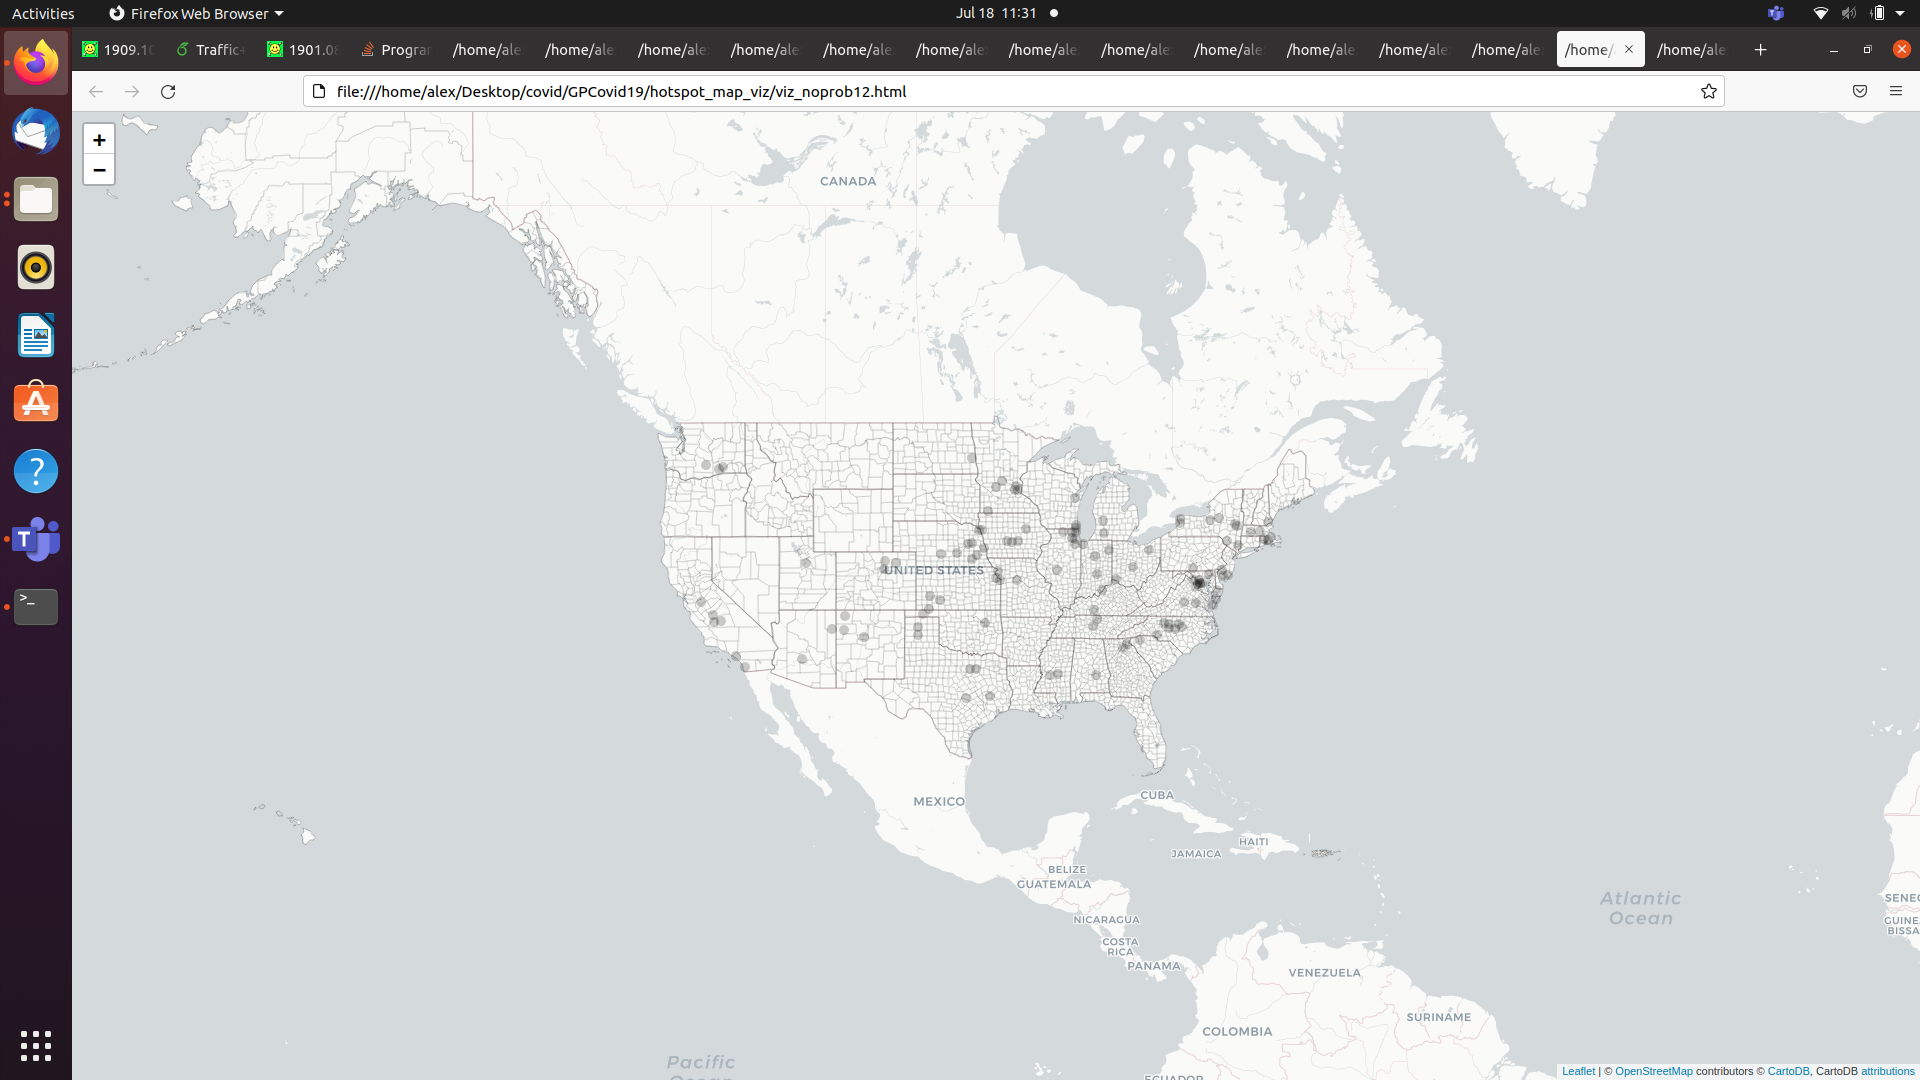 Activities
Firefox Web Browser
Jul 18 11:31
1909.10
Traffic+
1901.08
Progra
/home/ale
/home/ale
/home/ale
/home/ale
/home/ale
/home/ale
/home/ale
/home/ale
/home/ale
/home/ale
/home/ale
/home/ale
/home/
/home/ale
file:///home/alex/Desktop/covid/GPCovid19/hotspot_map_viz/viz_noprob12.html
+
−
CANADA
UNITED STATES
MEXICO
CUBA
HAITI
JAMAICA
BELIZE
GUATEMALA
NICARAGUA
COSTA
RICA
PANAMA
VENEZUELA
COLOMBIA
SURINAME
ECUADOR
Atlantic
Ocean
Pacific
Ocean
SENEG
GUINE
BISSA
Leaflet | © OpenStreetMap contributors © CartoDB, CartoDB attributions